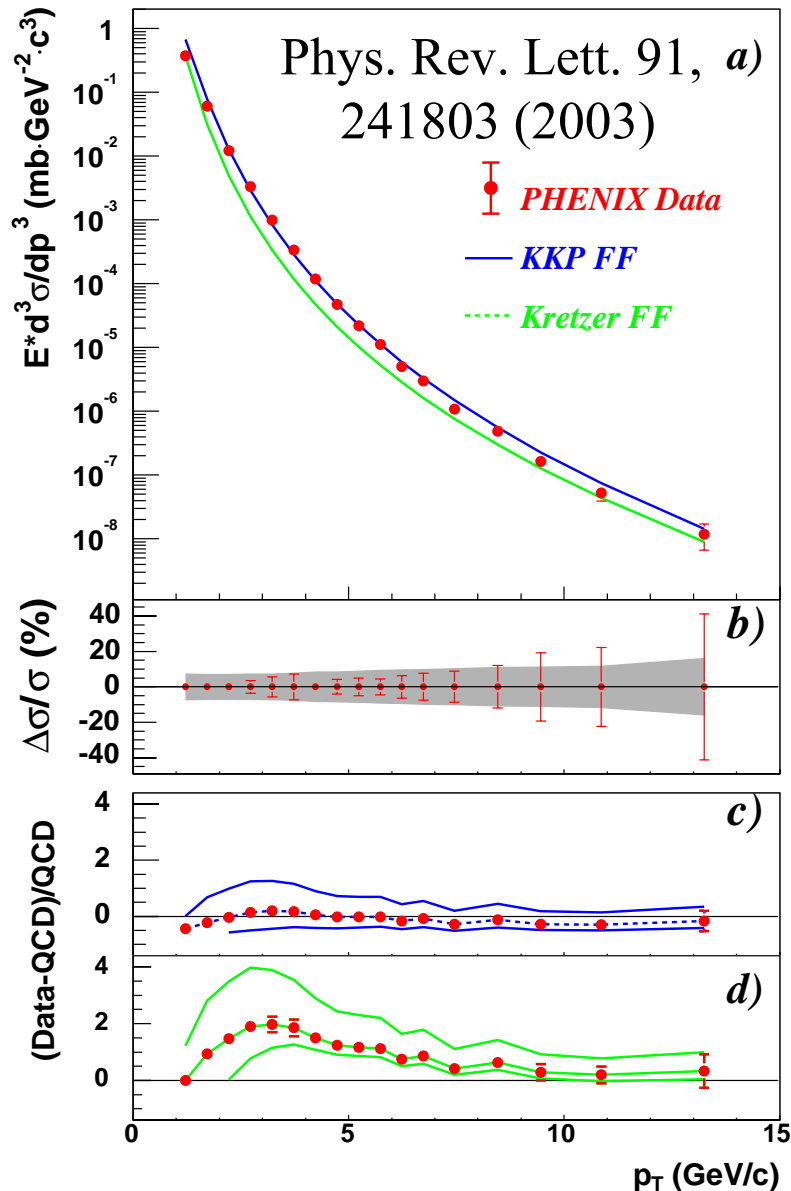 Phys. Rev. Lett. 91,
241803 (2003)
a)
PHENIX Data
KKP FF
Kretzer FF
E*d³σ/dp³ (mb·GeV⁻²·c³)
1
10⁻¹
10⁻²
10⁻³
10⁻⁴
10⁻⁵
10⁻⁶
10⁻⁷
10⁻⁸
b)
Δσ/σ (%)
40
20
0
-20
-40
c)
(Data-QCD)/QCD
4
2
0
d)
4
2
0
0 5 10 15
p_T (GeV/c)